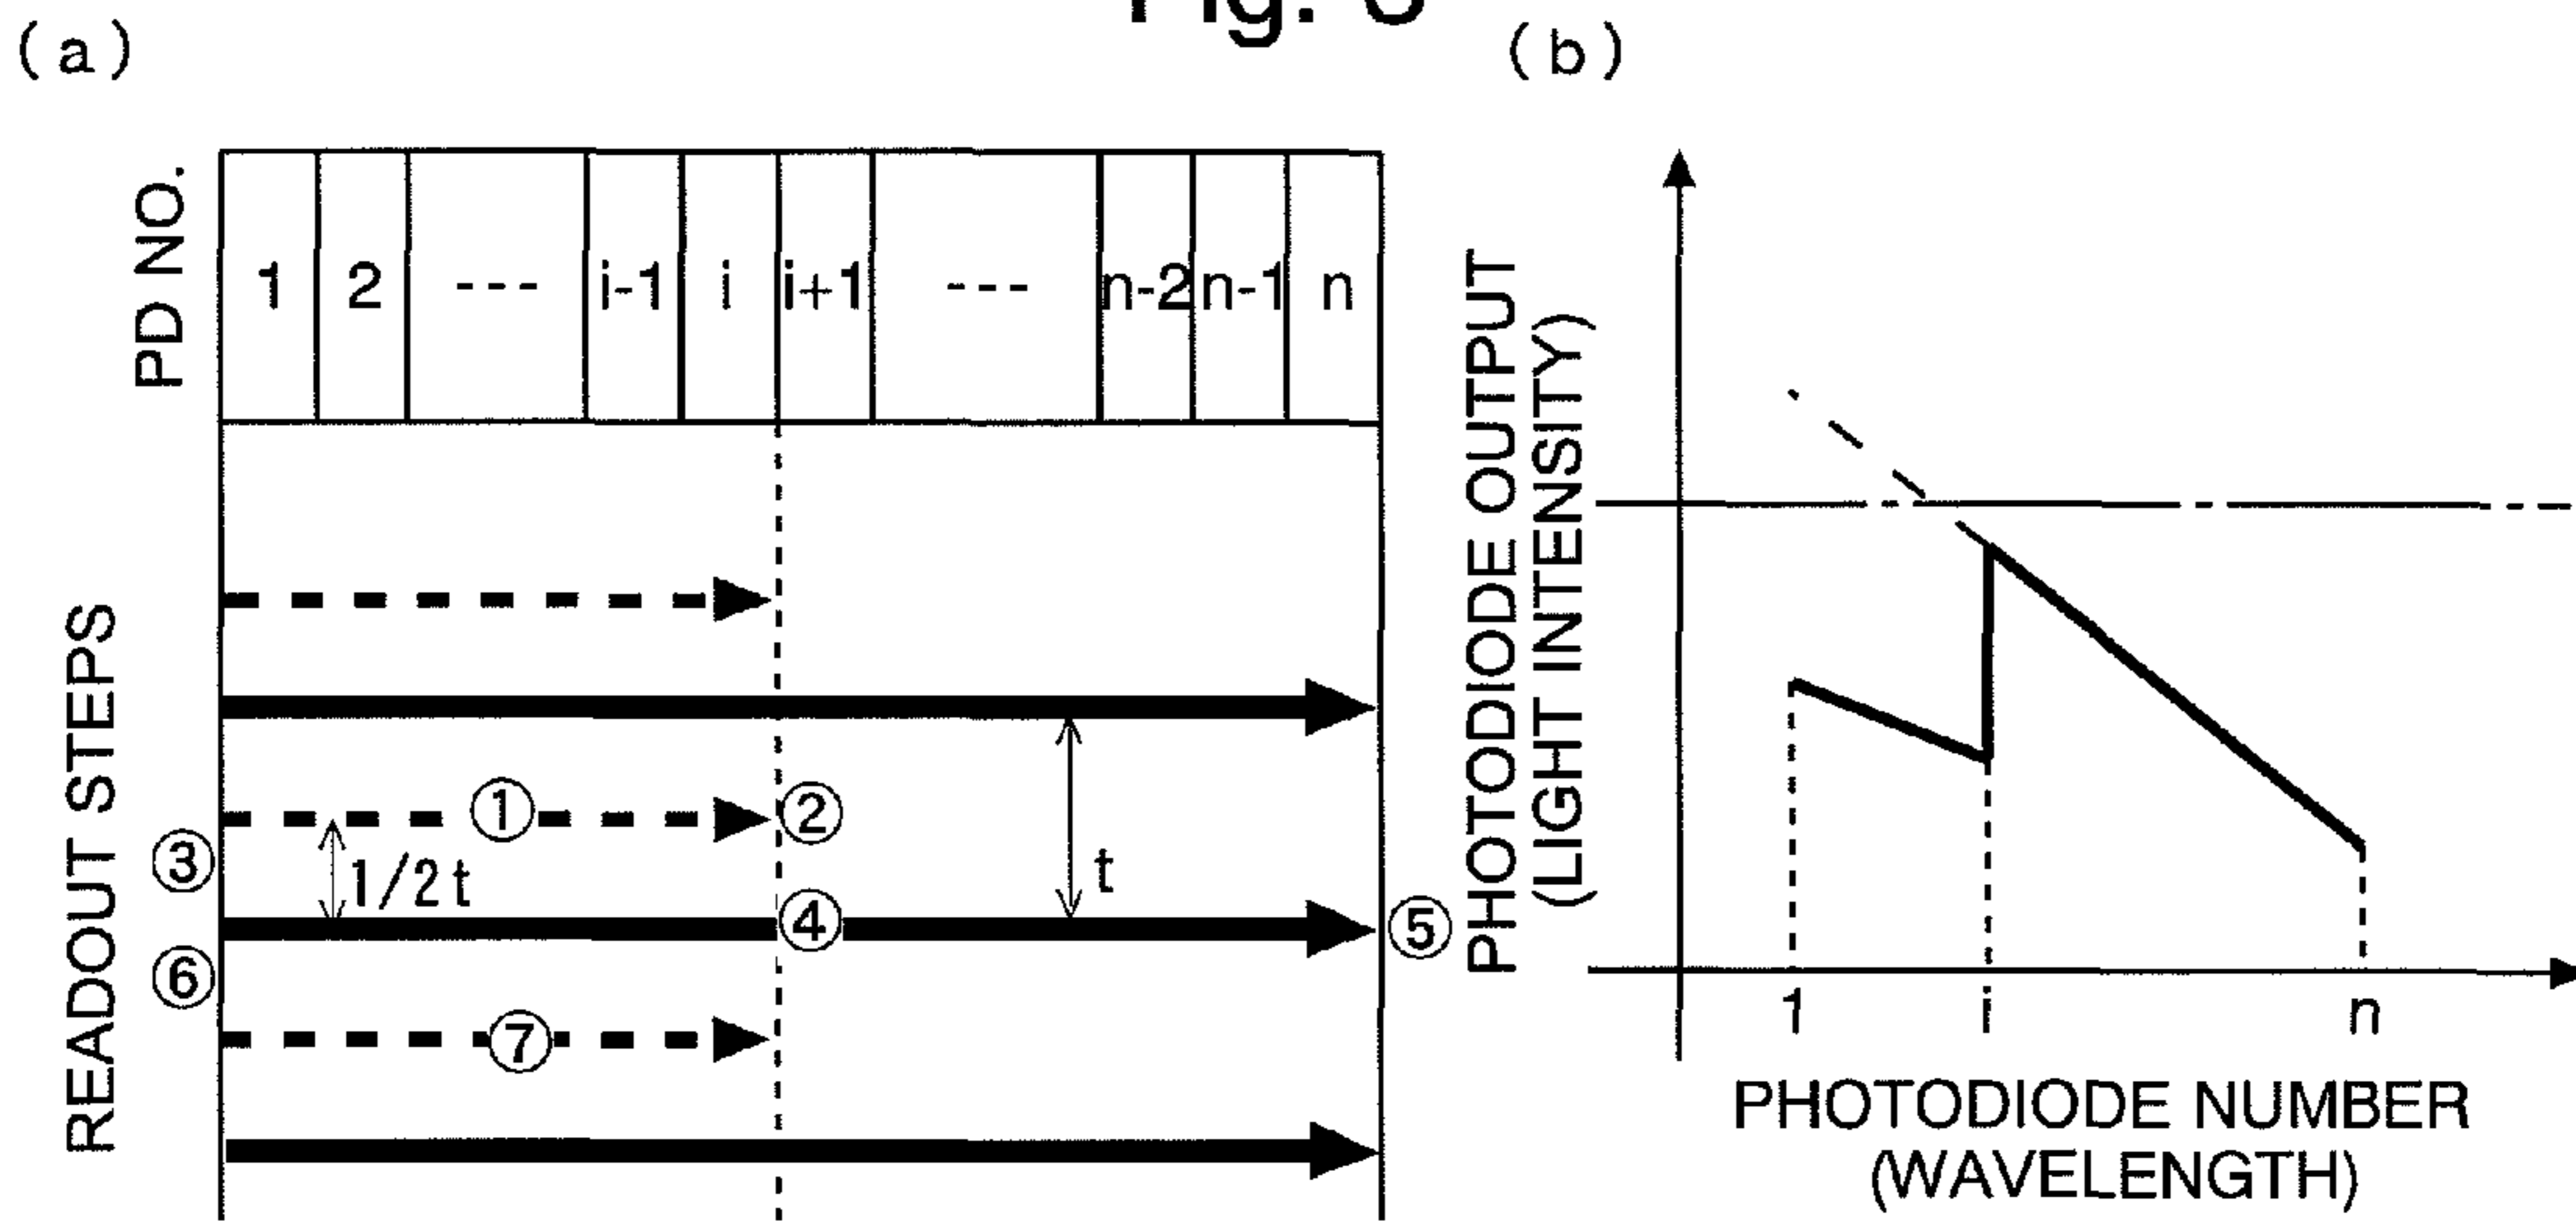 (a)
(b)
PD NO.
1 2 --- i-1 i i+1 --- n-2 n-1 n
READOUT STEPS
① ②
③ 1/2t t
④ ⑤
⑥
⑦
PHOTODIODE OUTPUT
(LIGHT INTENSITY)
1 i n
PHOTODIODE NUMBER
(WAVELENGTH)